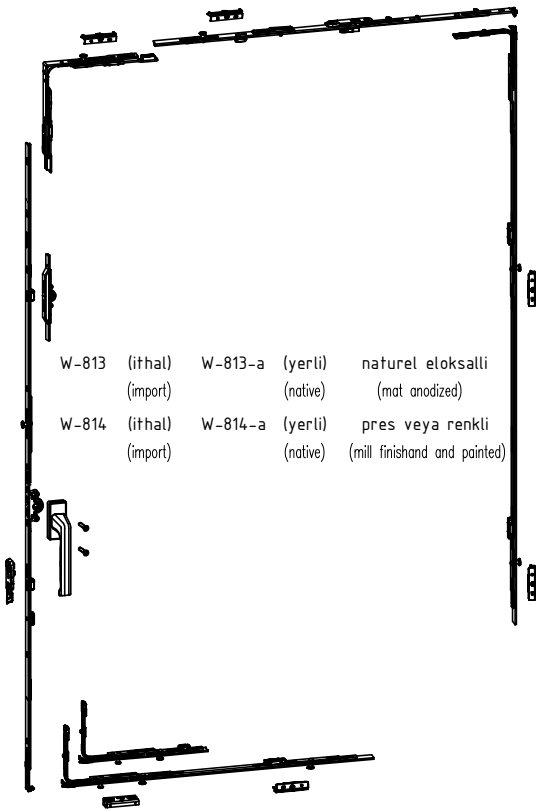 W-813 (ithal) W-813-a (yerli) naturel eloksalli
(import) (native) (mat anodized)
W-814 (ithal) W-814-a (yerli) pres veya renkli
(import) (native) (mill finishand and painted)